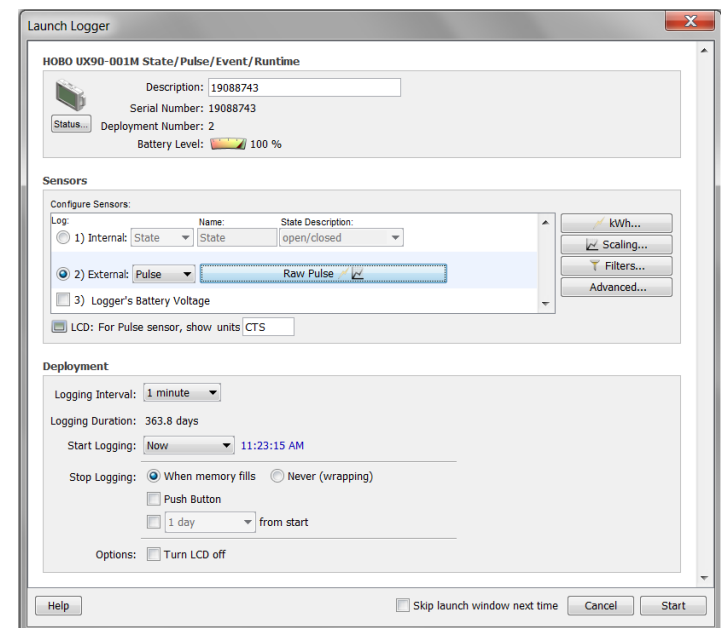 Launch Logger
HOBO UX90-001M State/Pulse/Event/Runtime
Description: 19088743
Serial Number: 19088743
Status... Deployment Number: 2
Battery Level: 100 %
Sensors
Configure Sensors:
Log: Name: State Description:
1) Internal: State State open/closed
kWh...
Scaling...
2) External: Pulse Raw Pulse
Filters...
Advanced...
3) Logger's Battery Voltage
LCD: For Pulse sensor, show units CTS
Deployment
Logging Interval: 1 minute
Logging Duration: 363.8 days
Start Logging: Now 11:23:15 AM
Stop Logging: When memory fills Never (wrapping)
Push Button
1 day from start
Options: Turn LCD off
Help Skip launch window next time Cancel Start